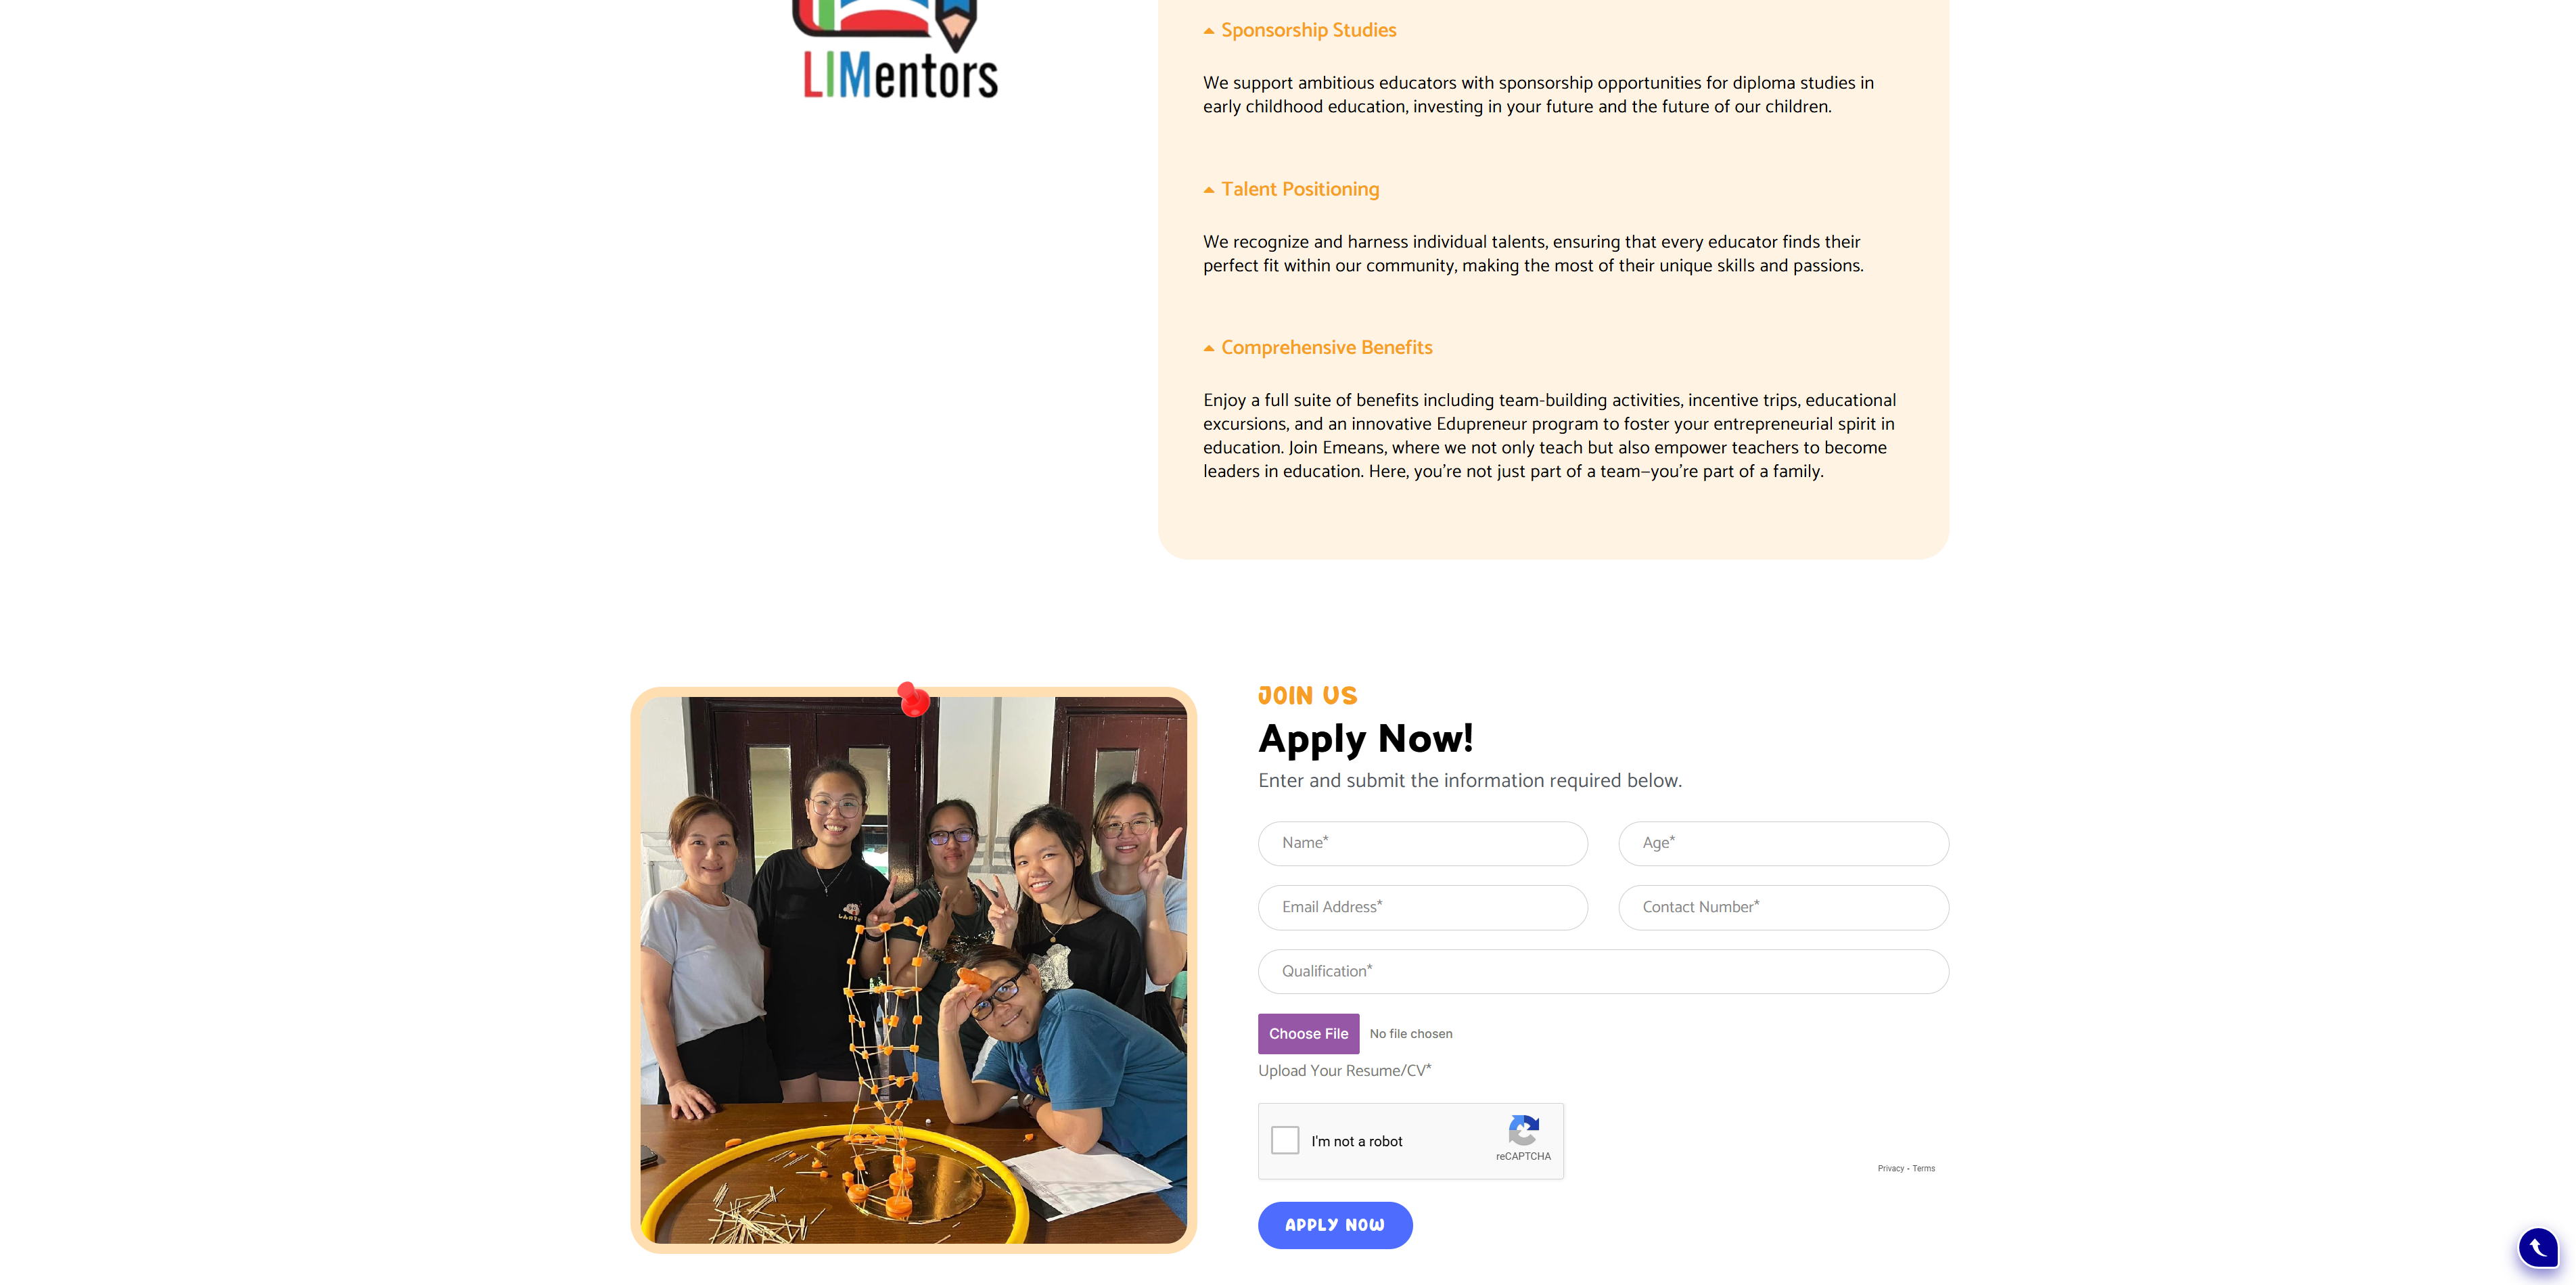 LIMentors
Sponsorship Studies
We support ambitious educators with sponsorship opportunities for diploma studies in
early childhood education, investing in your future and the future of our children.
Talent Positioning
We recognize and harness individual talents, ensuring that every educator finds their
perfect fit within our community, making the most of their unique skills and passions.
Comprehensive Benefits
Enjoy a full suite of benefits including team-building activities, incentive trips, educational
excursions, and an innovative Edupreneur program to foster your entrepreneurial spirit in
education. Join Emeans, where we not only teach but also empower teachers to become
leaders in education. Here, you’re not just part of a team—you’re part of a family.
JOIN US
Apply Now!
Enter and submit the information required below.
Name*
Age*
Email Address*
Contact Number*
Qualification*
Choose File No file chosen
Upload Your Resume/CV*
I'm not a robot
reCAPTCHA
Privacy - Terms
APPLY NOW